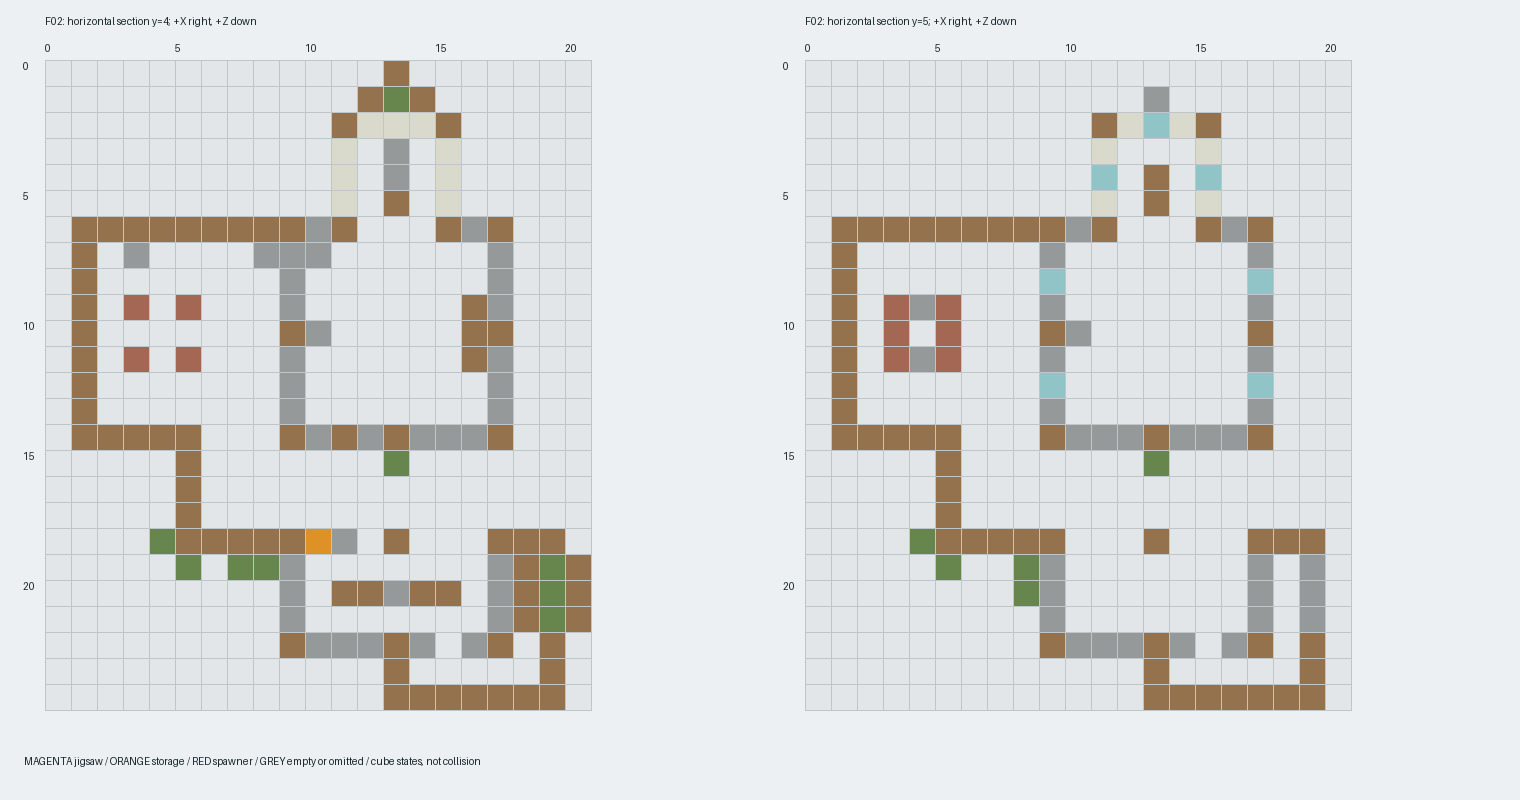 F02: horizontal section y=4; +X right, +Z down
F02: horizontal section y=5; +X right, +Z down
0 5 10 15 20
0 5 10 15 20
0
0
5
5
10
10
15
15
20
20
MAGENTA jigsaw / ORANGE storage / RED spawner / GREY empty or omitted / cube states, not collision